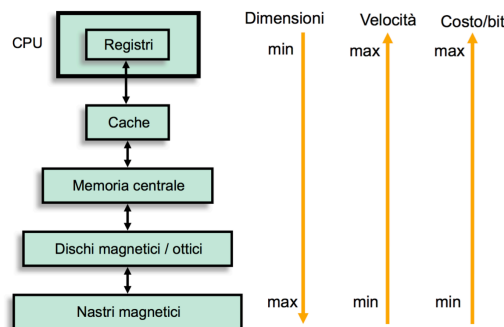 Dimensioni Velocità Costo/bit
CPU
Registri
min max max
Cache
Memoria centrale
Dischi magnetici / ottici
Nastri magnetici
max min min